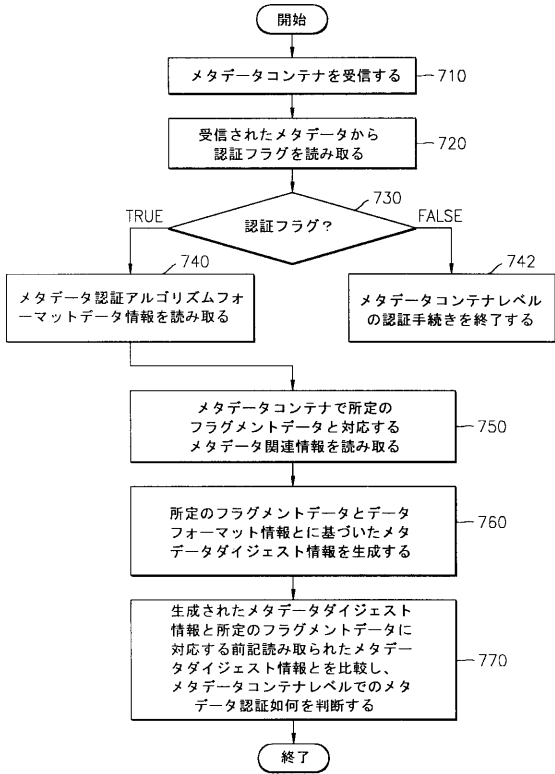 開始
メタデータコンテナを受信する
710
受信されたメタデータから
認証フラグを読み取る
720
730
認証フラグ?
TRUE
FALSE
740
メタデータ認証アルゴリズムフォ
ーマットデータ情報を読み取る
742
メタデータコンテナレベル
の認証手続きを終了する
メタデータコンテナで所定の
フラグメントデータと対応する
メタデータ関連情報を読み取る
750
所定のフラグメントデータとデータ
フォーマット情報とに基づいたメタ
データダイジェスト情報を生成する
760
生成されたメタデータダイジェスト
情報と所定のフラグメントデータに
対応する前記読み取られたメタデー
タダイジェスト情報とを比較し、
メタデータコンテナレベルでのメタ
データ認証如何を判断する
770
終了